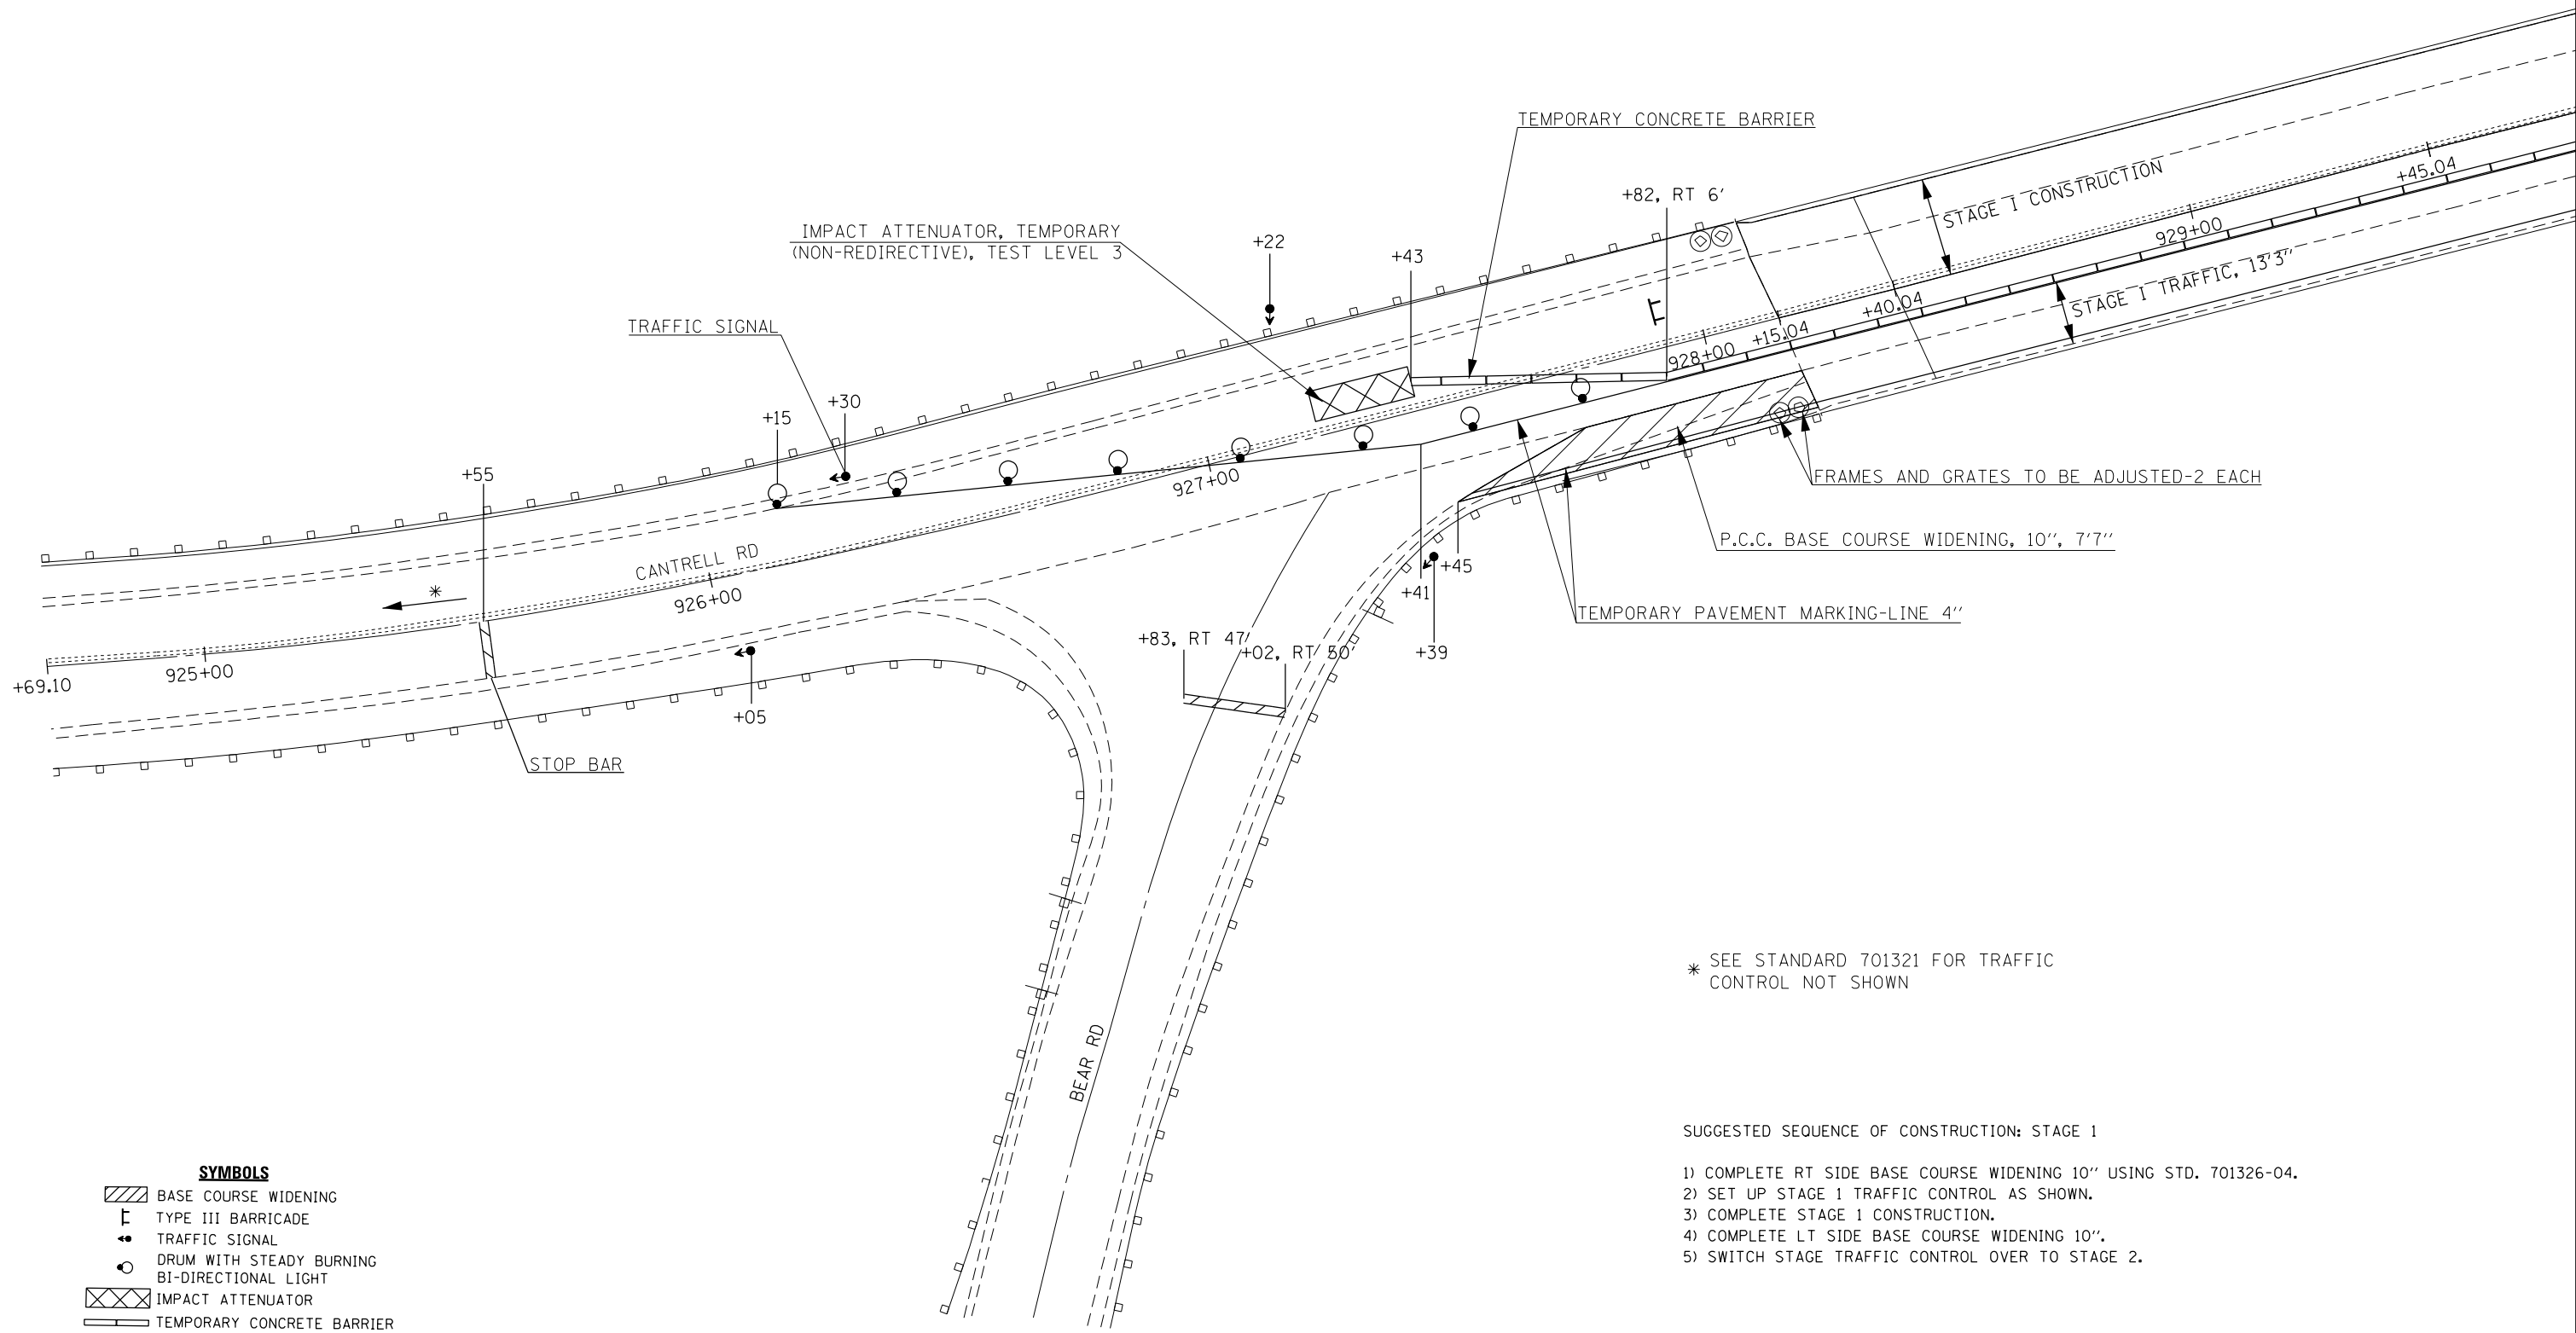 TEMPORARY CONCRETE BARRIER
+82, RT 6'
STAGE I CONSTRUCTION
+45.04
IMPACT ATTENUATOR, TEMPORARY
(NON-REDIRECTIVE), TEST LEVEL 3
+22
+43
929+00
STAGE I TRAFFIC, 13'3"
TRAFFIC SIGNAL
+40.04
+15.04
928+00
+15
+30
+55
927+00
FRAMES AND GRATES TO BE ADJUSTED-2 EACH
P.C.C. BASE COURSE WIDENING, 10", 7'7"
CANTRELL RD
*
926+00
+45
+41
TEMPORARY PAVEMENT MARKING-LINE 4"
+83, RT 47'
+02, RT 50'
+39
925+00
+69.10
+05
STOP BAR
BEAR RD
* SEE STANDARD 701321 FOR TRAFFIC
CONTROL NOT SHOWN
SUGGESTED SEQUENCE OF CONSTRUCTION: STAGE 1
1) COMPLETE RT SIDE BASE COURSE WIDENING 10" USING STD. 701326-04.
2) SET UP STAGE 1 TRAFFIC CONTROL AS SHOWN.
3) COMPLETE STAGE 1 CONSTRUCTION.
4) COMPLETE LT SIDE BASE COURSE WIDENING 10".
5) SWITCH STAGE TRAFFIC CONTROL OVER TO STAGE 2.
SYMBOLS
BASE COURSE WIDENING
TYPE III BARRICADE
TRAFFIC SIGNAL
DRUM WITH STEADY BURNING
BI-DIRECTIONAL LIGHT
IMPACT ATTENUATOR
TEMPORARY CONCRETE BARRIER